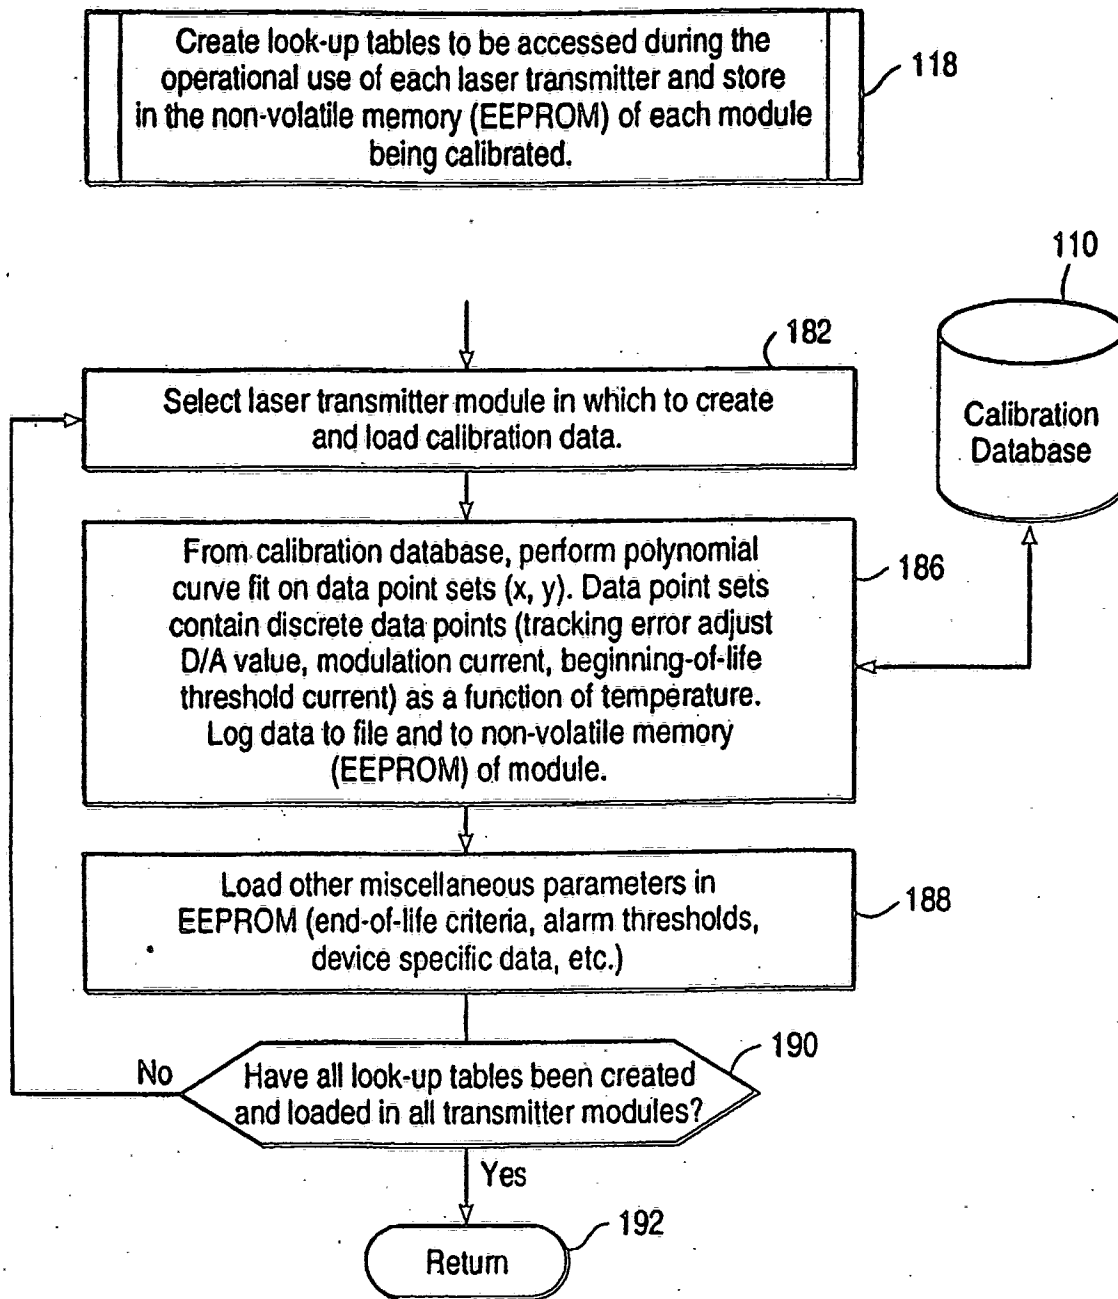 Create look-up tables to be accessed during the
operational use of each laser transmitter and store
in the non-volatile memory (EEPROM) of each module
being calibrated.
118
110
Calibration
Database
182
Select laser transmitter module in which to create
and load calibration data.
From calibration database, perform polynomial
curve fit on data point sets (x, y). Data point sets
contain discrete data points (tracking error adjust
D/A value, modulation current, beginning-of-life
threshold current) as a function of temperature.
Log data to file and to non-volatile memory
(EEPROM) of module.
186
Load other miscellaneous parameters in
EEPROM (end-of-life criteria, alarm thresholds,
device specific data, etc.)
188
190
No
Have all look-up tables been created
and loaded in all transmitter modules?
Yes
192
Return